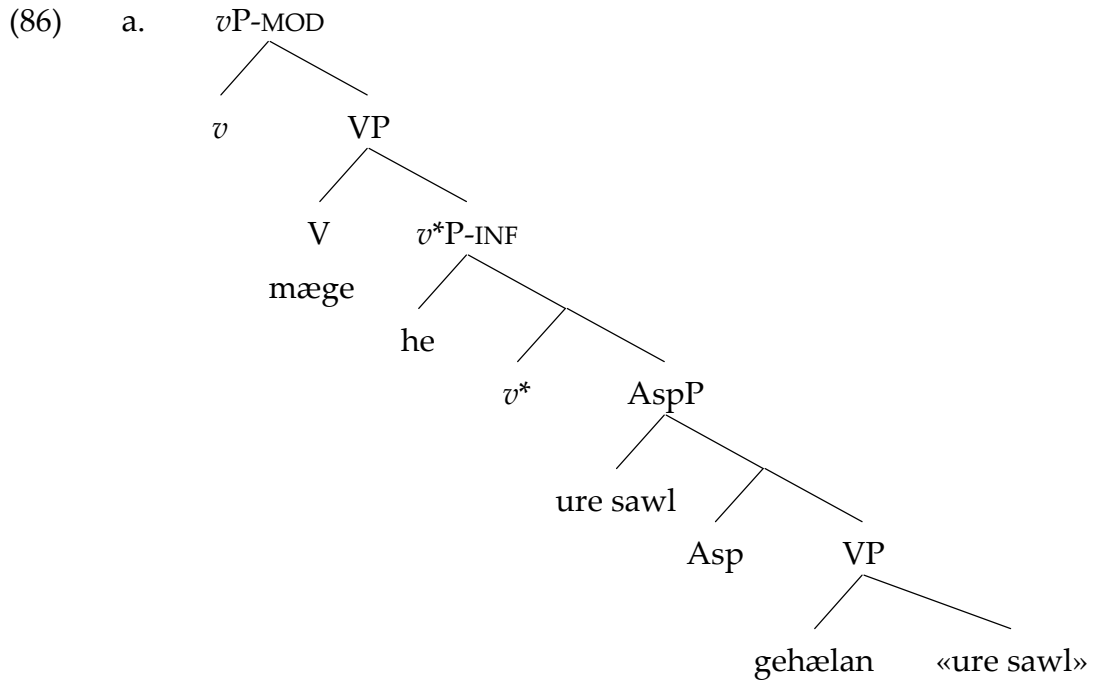 (86) a. vP-MOD
v VP
V v*P-INF
mæge
he
v* AspP
ure sawl
Asp VP
gehælan «ure sawl»